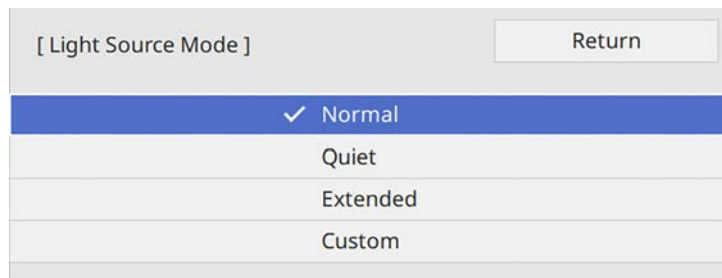 [ Light Source Mode ]
Return
Normal
Quiet
Extended
Custom